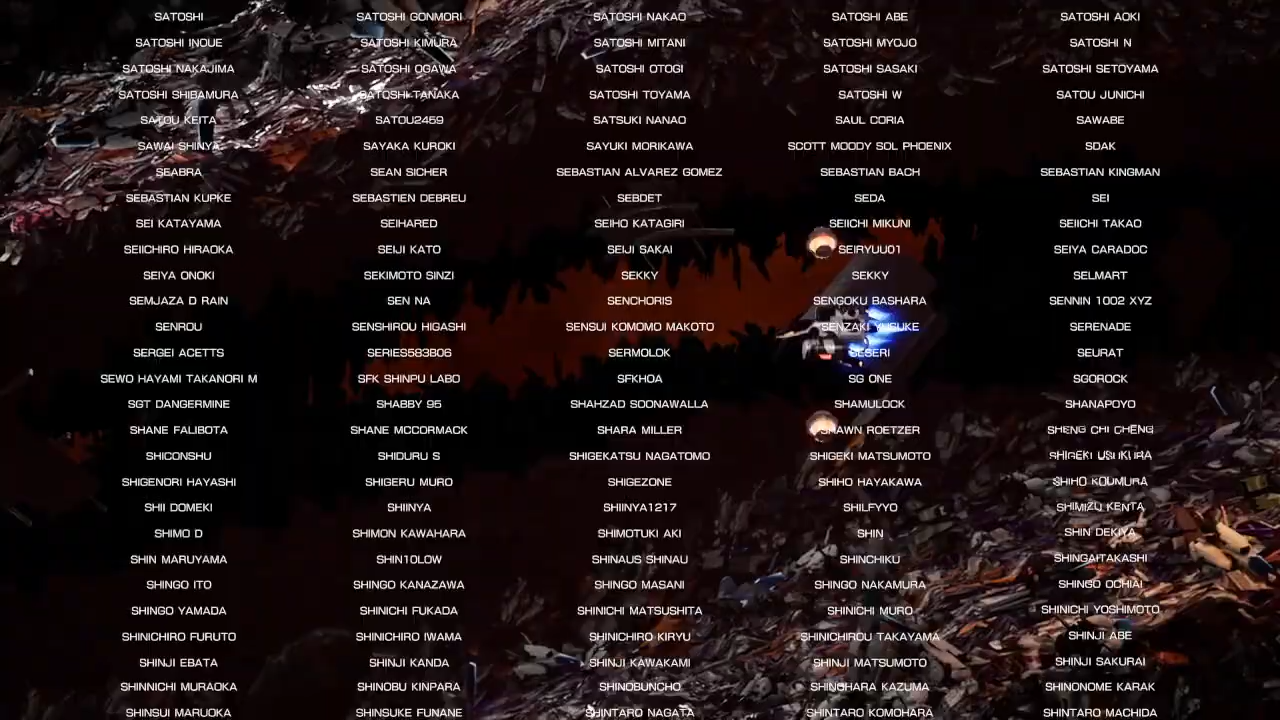 SATOSHI SATOSHI GONMORI SATOSHI NAKAO SATOSHI ABE SATOSHI AOKI
SATOSHI INOUE SATOSHI KIMURA SATOSHI MITANI SATOSHI MYOJO SATOSHI N
SATOSHI NAKAJIMA SATOSHI OGAWA SATOSHI OTOGI SATOSHI SASAKI SATOSHI SETOYAMA
SATOSHI SHIBAMURA SATOSHI TANAKA SATOSHI TOYAMA SATOSHI W SATOU JUNICHI
SATOU KEITA SATOU2459 SATSUKI NANAO SAUL CORIA SAWABE
SAWAI SHINYA SAYAKA KUROKI SAYUKI MORIKAWA SCOTT MOODY SOL PHOENIX SDAK
SEABRA SEAN SICHER SEBASTIAN ALVAREZ GOMEZ SEBASTIAN BACH SEBASTIAN KINGMAN
SEBASTIAN KUPKE SEBASTIEN DEBREU SEBDET SEDA SEI
SEI KATAYAMA SEIHARED SEIHO KATAGIRI SEIICHI MIKUNI SEIICHI TAKAO
SEIICHIRO HIRAOKA SEIJI KATO SEIJI SAKAI SEIRYUU01 SEIYA CARADOC
SEIYA ONOKI SEKIMOTO SINZI SEKKY SEKKY SELMART
SEMJAZA D RAIN SEN NA SENCHORIS SENGOKU BASHARA SENNIN 1002 XYZ
SENROU SENSHIROU HIGASHI SENSUI KOMOMO MAKOTO SENZAKI YUSUKE SERENADE
SERGEI ACETTS SERIES583B06 SERMOLOK SESERI SEURAT
SEWO HAYAMI TAKANORI M SFK SHINPU LABO SFKHOA SG ONE SGOROCK
SGT DANGERMINE SHABBY 95 SHAHZAD SOONAWALLA SHAMULOCK SHANAPOYO
SHANE FALIBOTA SHANE MCCORMACK SHARA MILLER SHAWN ROETZER SHENG CHI CHENG
SHICONSHU SHIDURU S SHIGEKATSU NAGATOMO SHIGEKI MATSUMOTO SHIGEKI USUKURA
SHIGENORI HAYASHI SHIGERU MURO SHIGEZONE SHIHO HAYAKAWA SHIHO KOUMURA
SHII DOMEKI SHIINYA SHIINYA1217 SHILFYYO SHIMIZU KENTA
SHIMO D SHIMON KAWAHARA SHIMOTUKI AKI SHIN SHIN DEKIYA
SHIN MARUYAMA SHIN10LOW SHINAUS SHINAU SHINCHIKU SHINGAITAKASHI
SHINGO ITO SHINGO KANAZAWA SHINGO MASANI SHINGO NAKAMURA SHINGO OCHIAI
SHINGO YAMADA SHINICHI FUKADA SHINICHI MATSUSHITA SHINICHI MURO SHINICHI YOSHIMOTO
SHINICHIRO FURUTO SHINICHIRO IWAMA SHINICHIRO KIRYU SHINICHIROU TAKAYAMA SHINJI ABE
SHINJI EBATA SHINJI KANDA SHINJI KAWAKAMI SHINJI MATSUMOTO SHINJI SAKURAI
SHINNICHI MURAOKA SHINOBU KINPARA SHINOBUNCHO SHINOHARA KAZUMA SHINONOME KARAK
SHINSUI MARUOKA SHINSUKE FUNANE SHINTARO NAGATA SHINTARO KOMOHARA SHINTARO MACHIDA